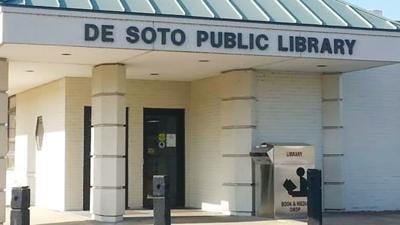 DE SOTO PUBLIC LIBRARY
LIBRARY
BOOK & MEDIA
DROP